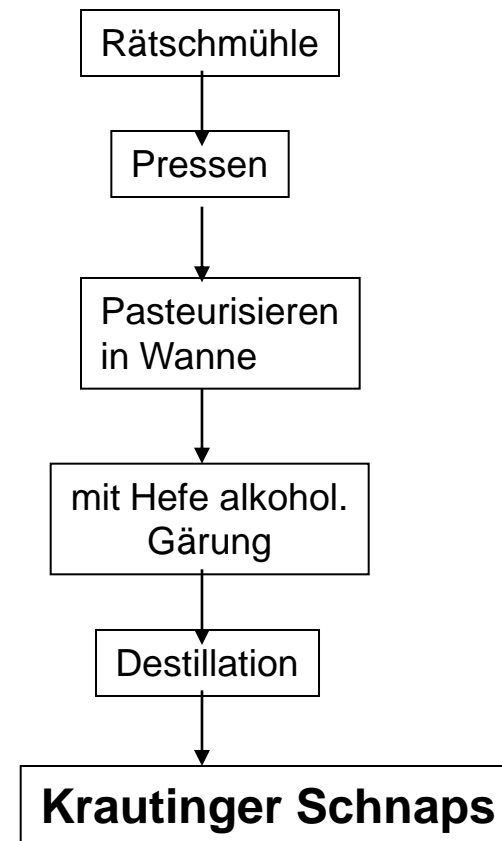 Rätschmühle
Pressen
Pasteurisieren
in Wanne
mit Hefe alkohol.
Gärung
Destillation
Krautinger Schnaps